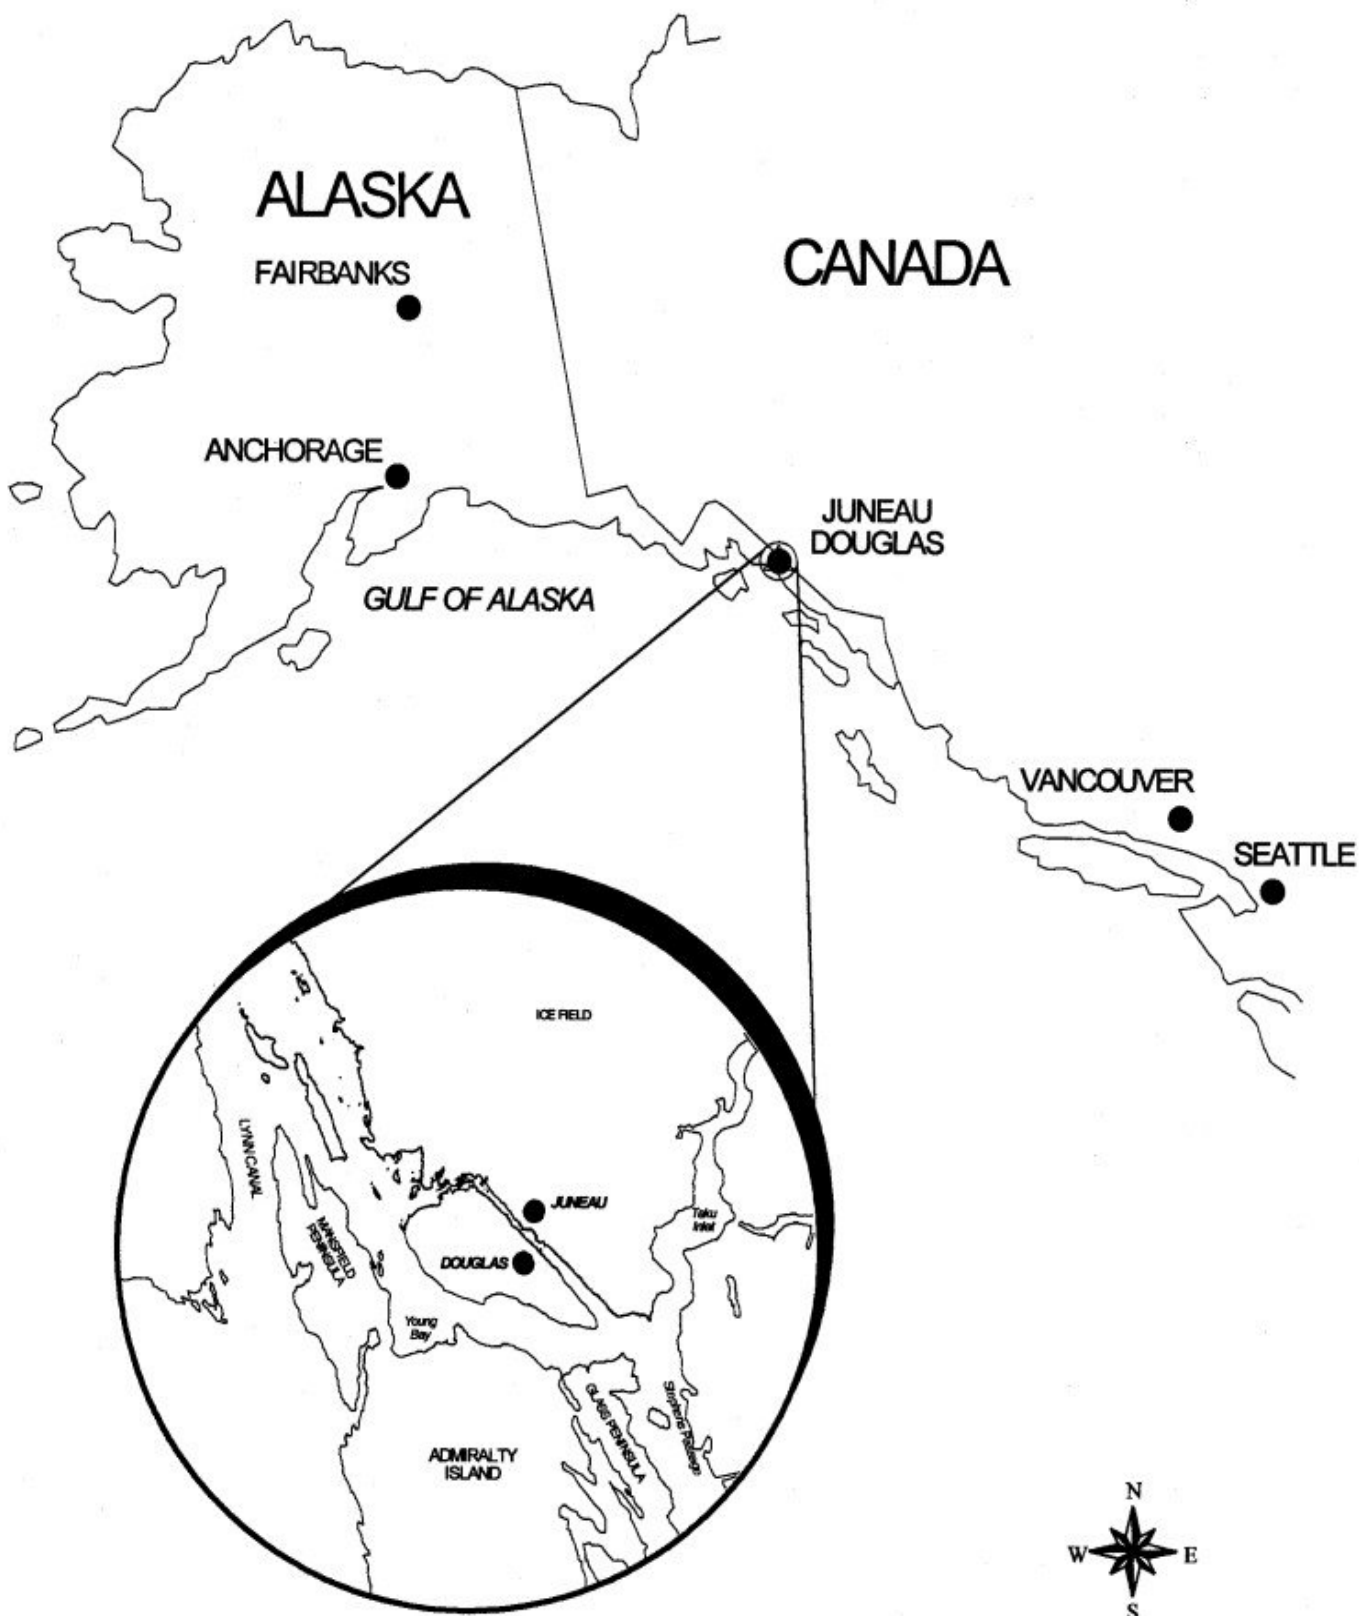 ALASKA
CANADA
FAIRBANKS
ANCHORAGE
JUNEAU
DOUGLAS
GULF OF ALASKA
VANCOUVER
SEATTLE
ICE FIELD
LYNN CANAL
JUNEAU
Taku
Inlet
MANSFIELD
PENINSULA
DOUGLAS
Young
Bay
GLASS PENINSULA
Stephens Passage
ADMIRALTY
ISLAND
N
W
E
S